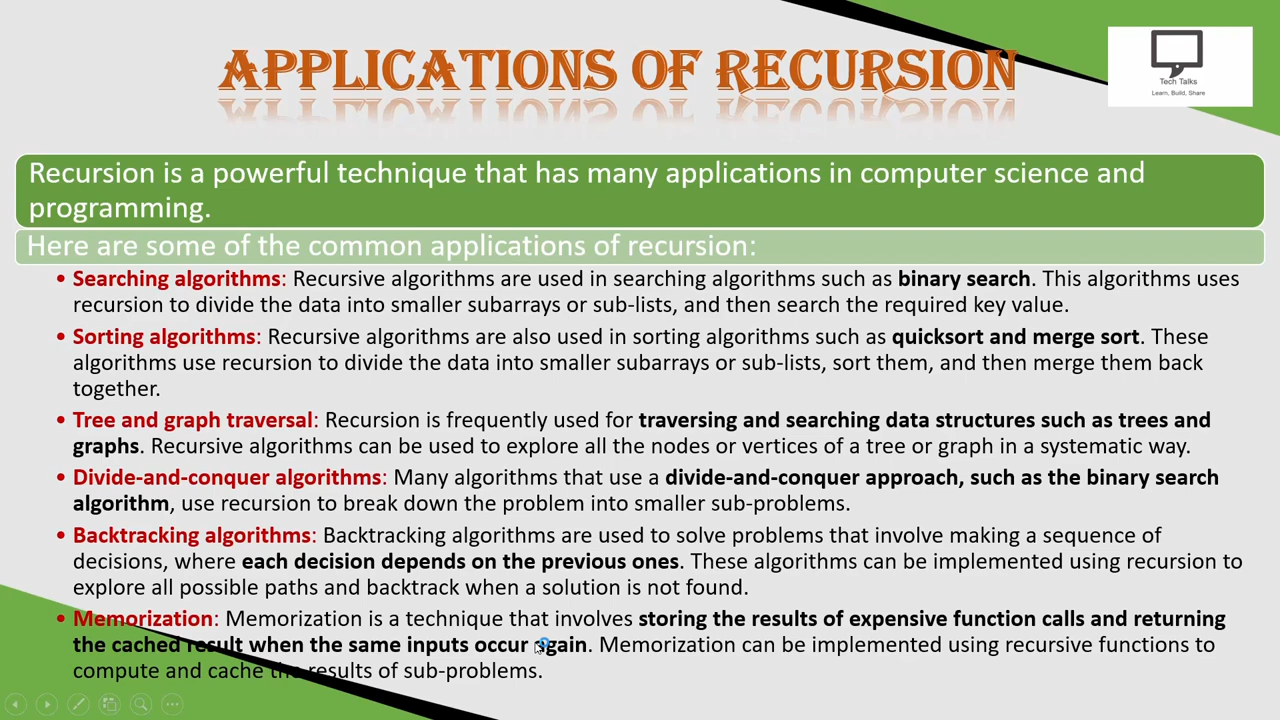 APPLICATIONS OF RECURSION
Tech Talks
Learn, Build, Share
Recursion is a powerful technique that has many applications in computer science and
programming.
Here are some of the common applications of recursion:
• Searching algorithms: Recursive algorithms are used in searching algorithms such as binary search. This algorithms uses
recursion to divide the data into smaller subarrays or sub-lists, and then search the required key value.
• Sorting algorithms: Recursive algorithms are also used in sorting algorithms such as quicksort and merge sort. These
algorithms use recursion to divide the data into smaller subarrays or sub-lists, sort them, and then merge them back
together.
• Tree and graph traversal: Recursion is frequently used for traversing and searching data structures such as trees and
graphs. Recursive algorithms can be used to explore all the nodes or vertices of a tree or graph in a systematic way.
• Divide-and-conquer algorithms: Many algorithms that use a divide-and-conquer approach, such as the binary search
algorithm, use recursion to break down the problem into smaller sub-problems.
• Backtracking algorithms: Backtracking algorithms are used to solve problems that involve making a sequence of
decisions, where each decision depends on the previous ones. These algorithms can be implemented using recursion to
explore all possible paths and backtrack when a solution is not found.
• Memorization: Memorization is a technique that involves storing the results of expensive function calls and returning
the cached result when the same inputs occur again. Memorization can be implemented using recursive functions to
compute and cache the results of sub-problems.